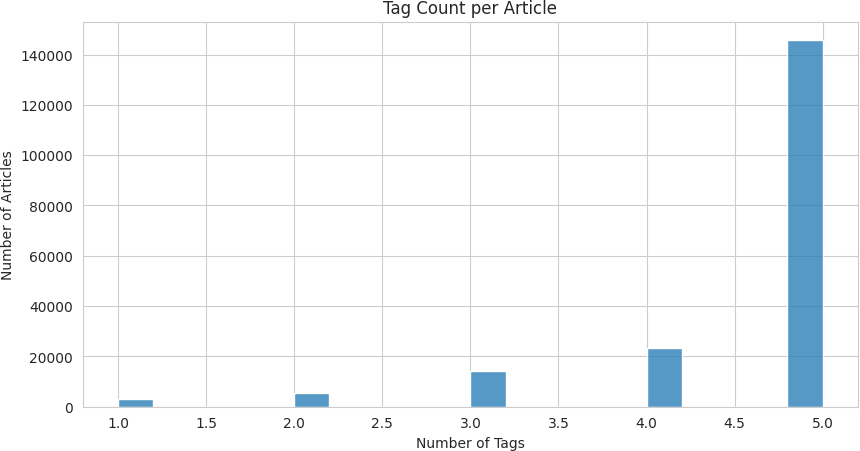 Tag Count per Article
Number of Articles
140000
120000
100000
80000
60000
40000
20000
0
1.0 1.5 2.0 2.5 3.0 3.5 4.0 4.5 5.0
Number of Tags